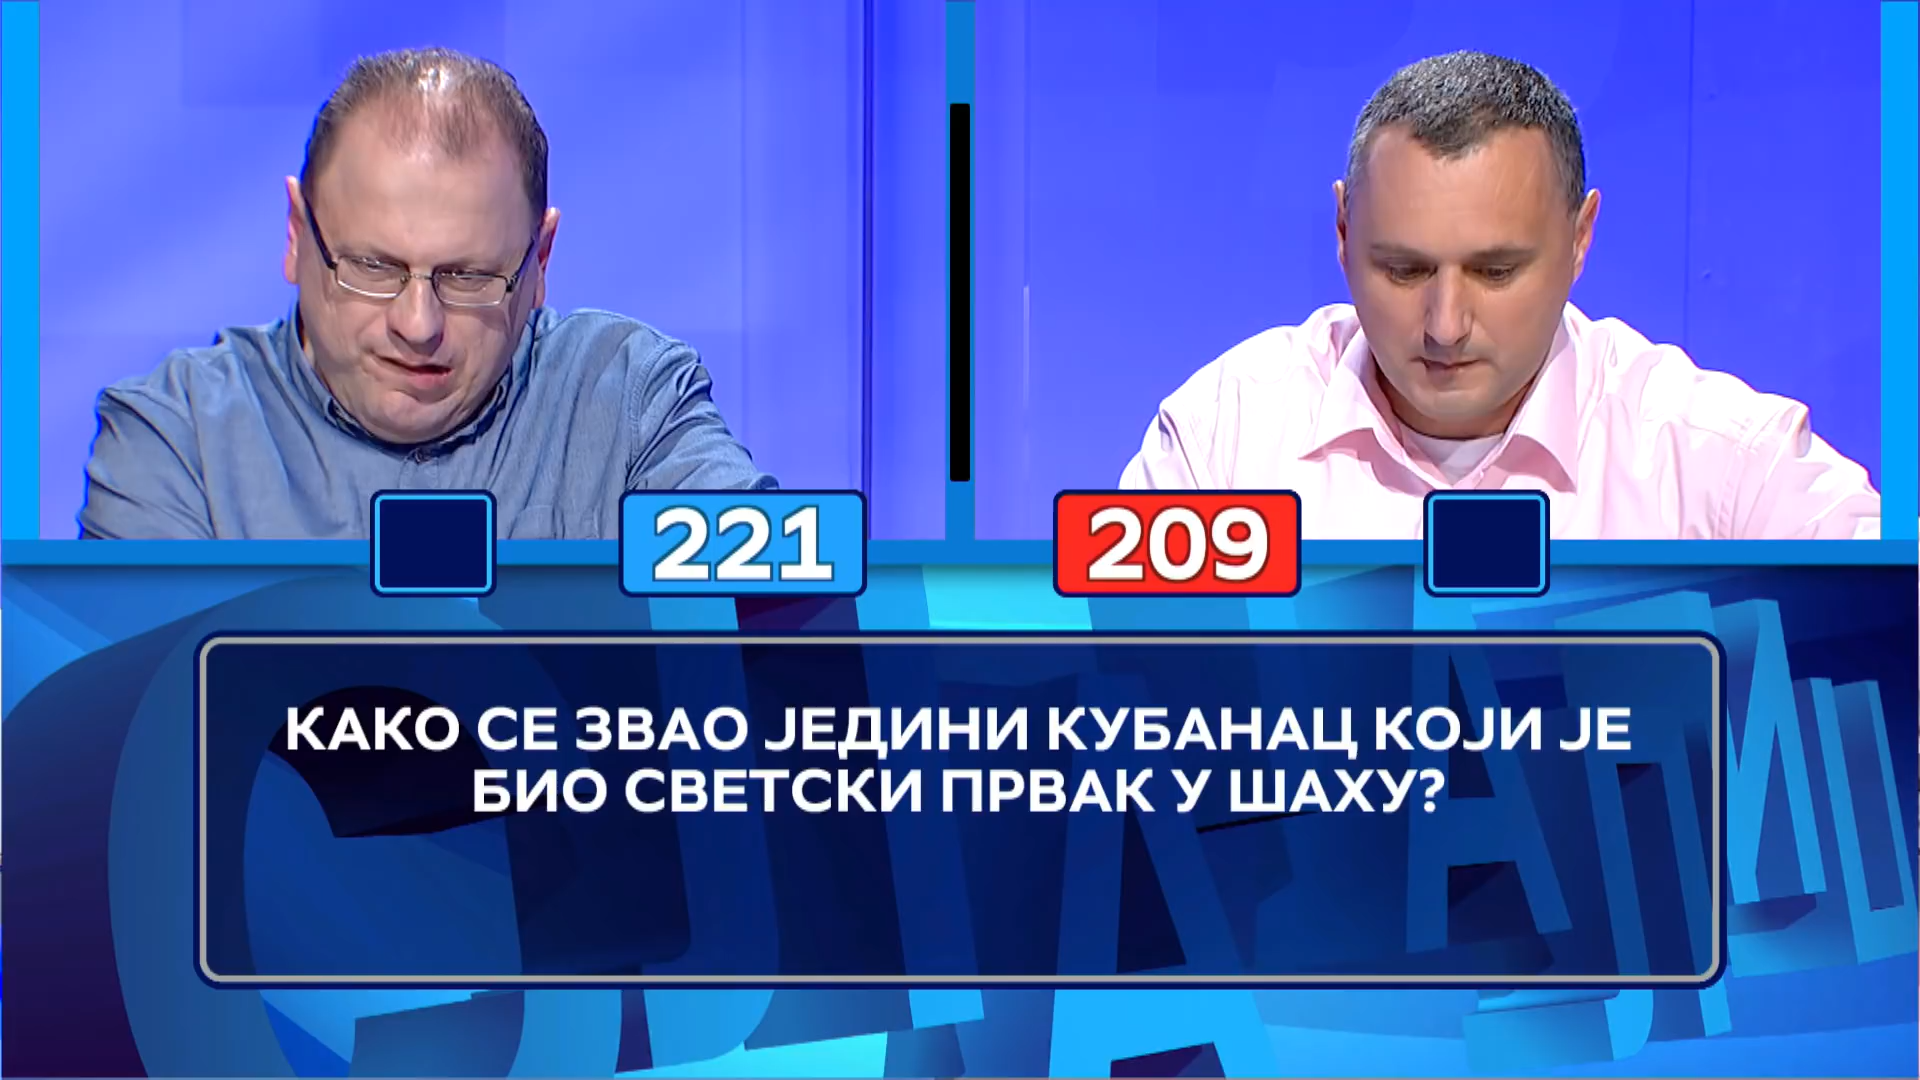 221
209
КАКО СЕ ЗВАО ЈЕДИНИ КУБАНАЦ КОЈИ ЈЕ
БИО СВЕТСКИ ПРВАК У ШАХУ?